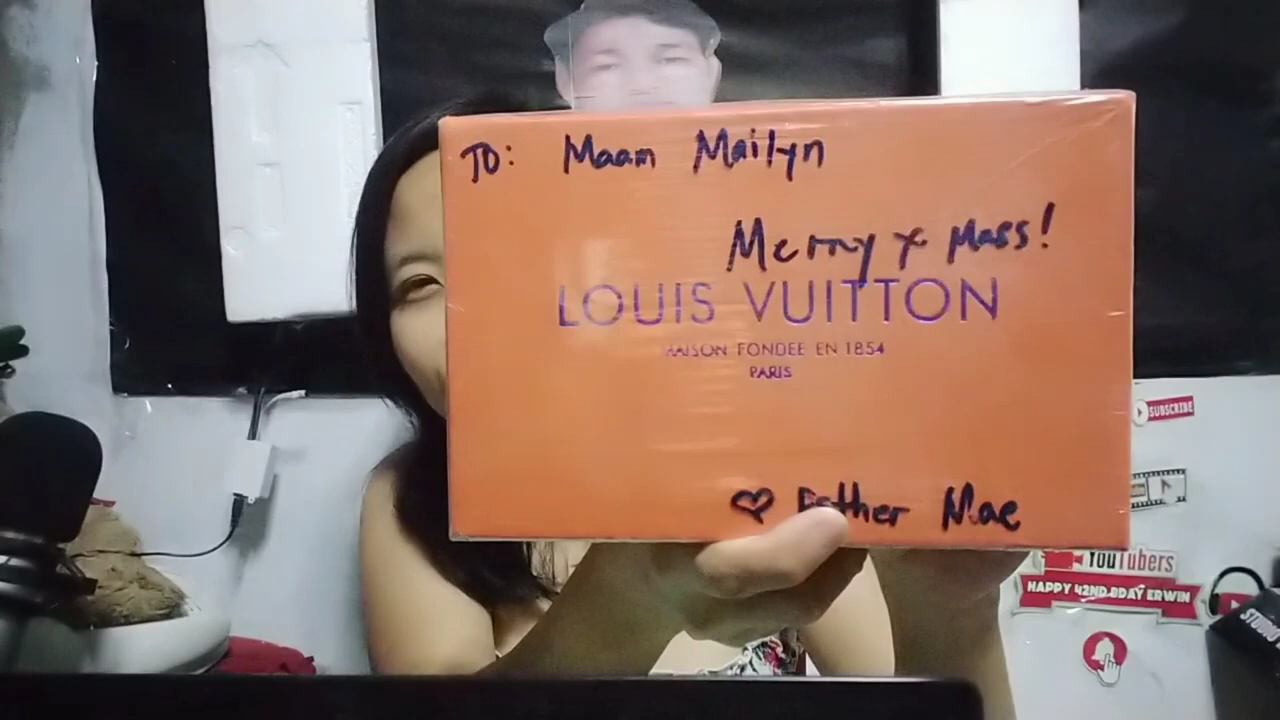 TO: Maam Mailyn
Merry x Mass!
LOUIS VUITTON
MAISON FONDEE EN 1854
PARIS
♡ Esther Mae
SUBSCRIBE
YouTubers
HAPPY 42ND BDAY ERWIN